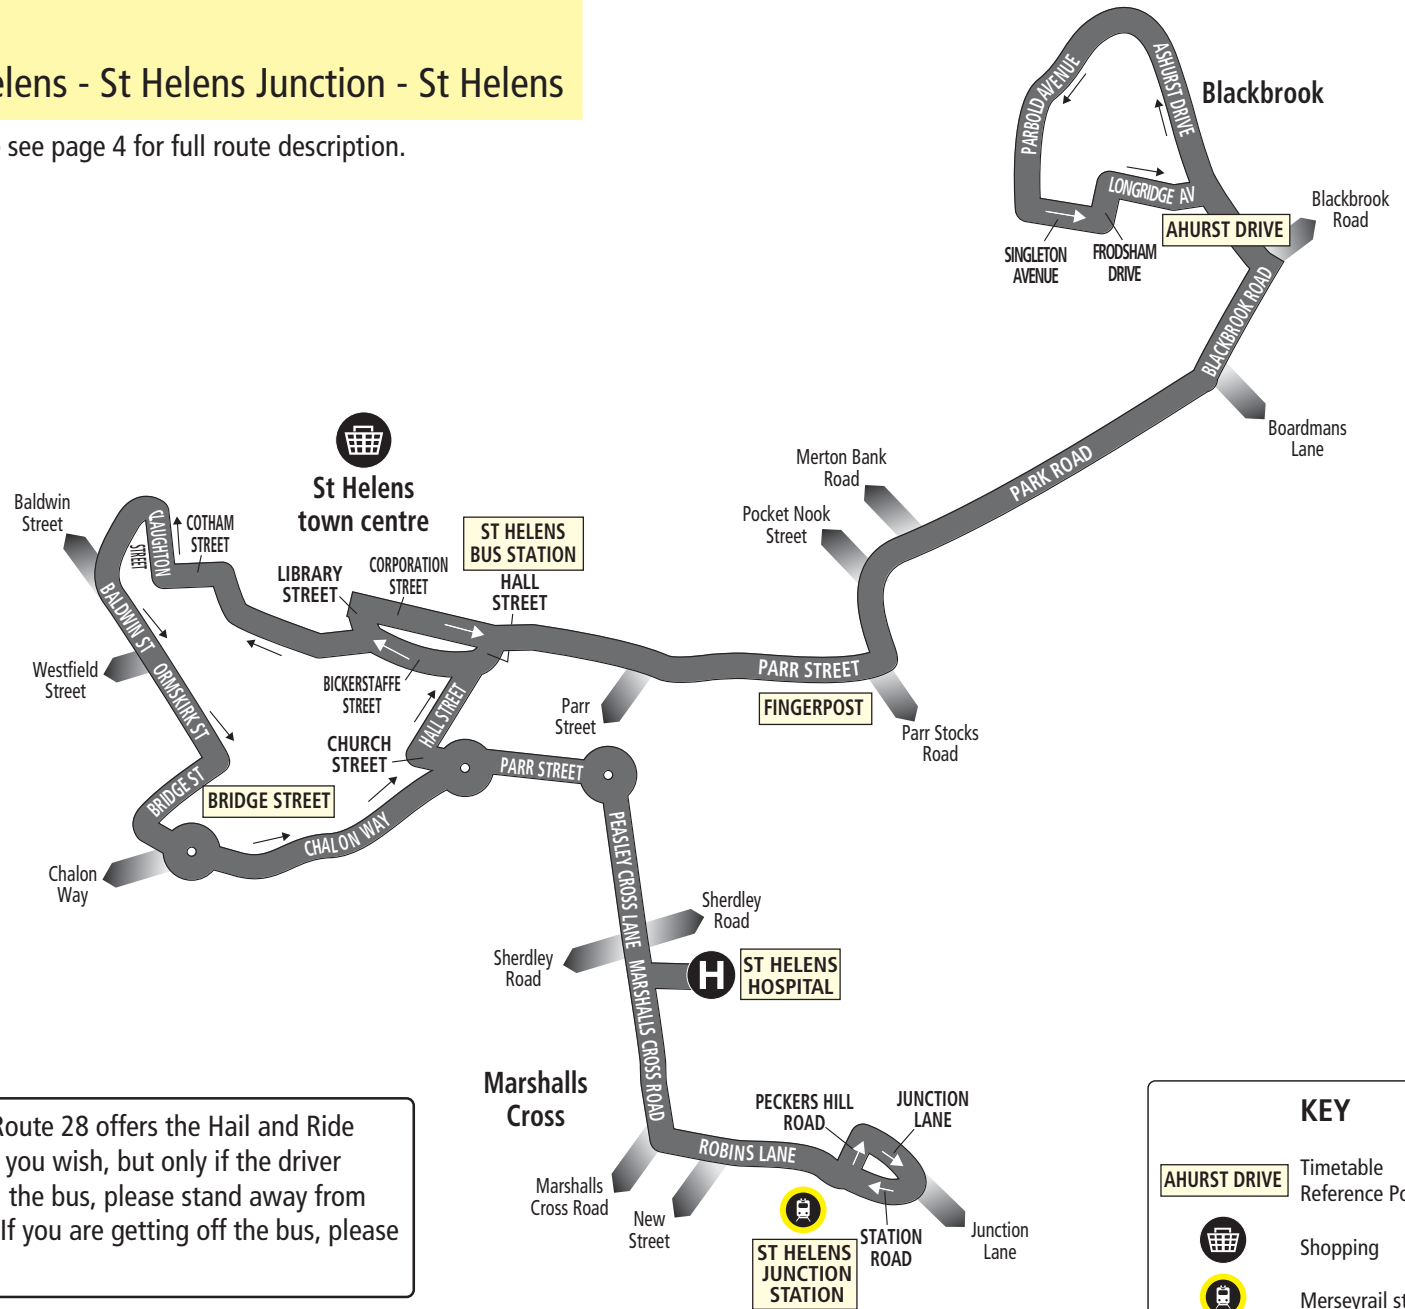 elens - St Helens Junction - St Helens
see page 4 for full route description.
PARBOLD AVENUE
ASHURST DRIVE
Blackbrook
LONGRIDGE AV
Blackbrook
Road
AHURST DRIVE
SINGLETON
AVENUE
FRODSHAM
DRIVE
BLACKBROOK ROAD
Boardmans
Lane
PARK ROAD
Merton Bank
Road
Pocket Nook
Street
St Helens
town centre
Baldwin
Street
CLAUGHTON
STREET
COTHAM
STREET
LIBRARY
STREET
CORPORATION
STREET
ST HELENS
BUS STATION
HALL
STREET
BALDWIN ST
Westfield
Street
ORMSKIRK ST
BICKERSTAFFE
STREET
HALL STREET
Parr
Street
PARR STREET
FINGERPOST
Parr Stocks
Road
CHURCH
STREET
PARR STREET
BRIDGE ST
BRIDGE STREET
CHALON WAY
Chalon
Way
PEASLEY CROSS LANE
Sherdley
Road
Sherdley
Road
H
ST HELENS
HOSPITAL
MARSHALLS CROSS ROAD
Marshalls
Cross
PECKERS HILL
ROAD
JUNCTION
LANE
ROBINS LANE
Marshalls
Cross Road
New
Street
STATION
ROAD
Junction
Lane
ST HELENS
JUNCTION
STATION
Route 28 offers the Hail and Ride
you wish, but only if the driver
the bus, please stand away from
If you are getting off the bus, please
KEY
AHURST DRIVE
Timetable
Reference Po
Shopping
Merseyrail st